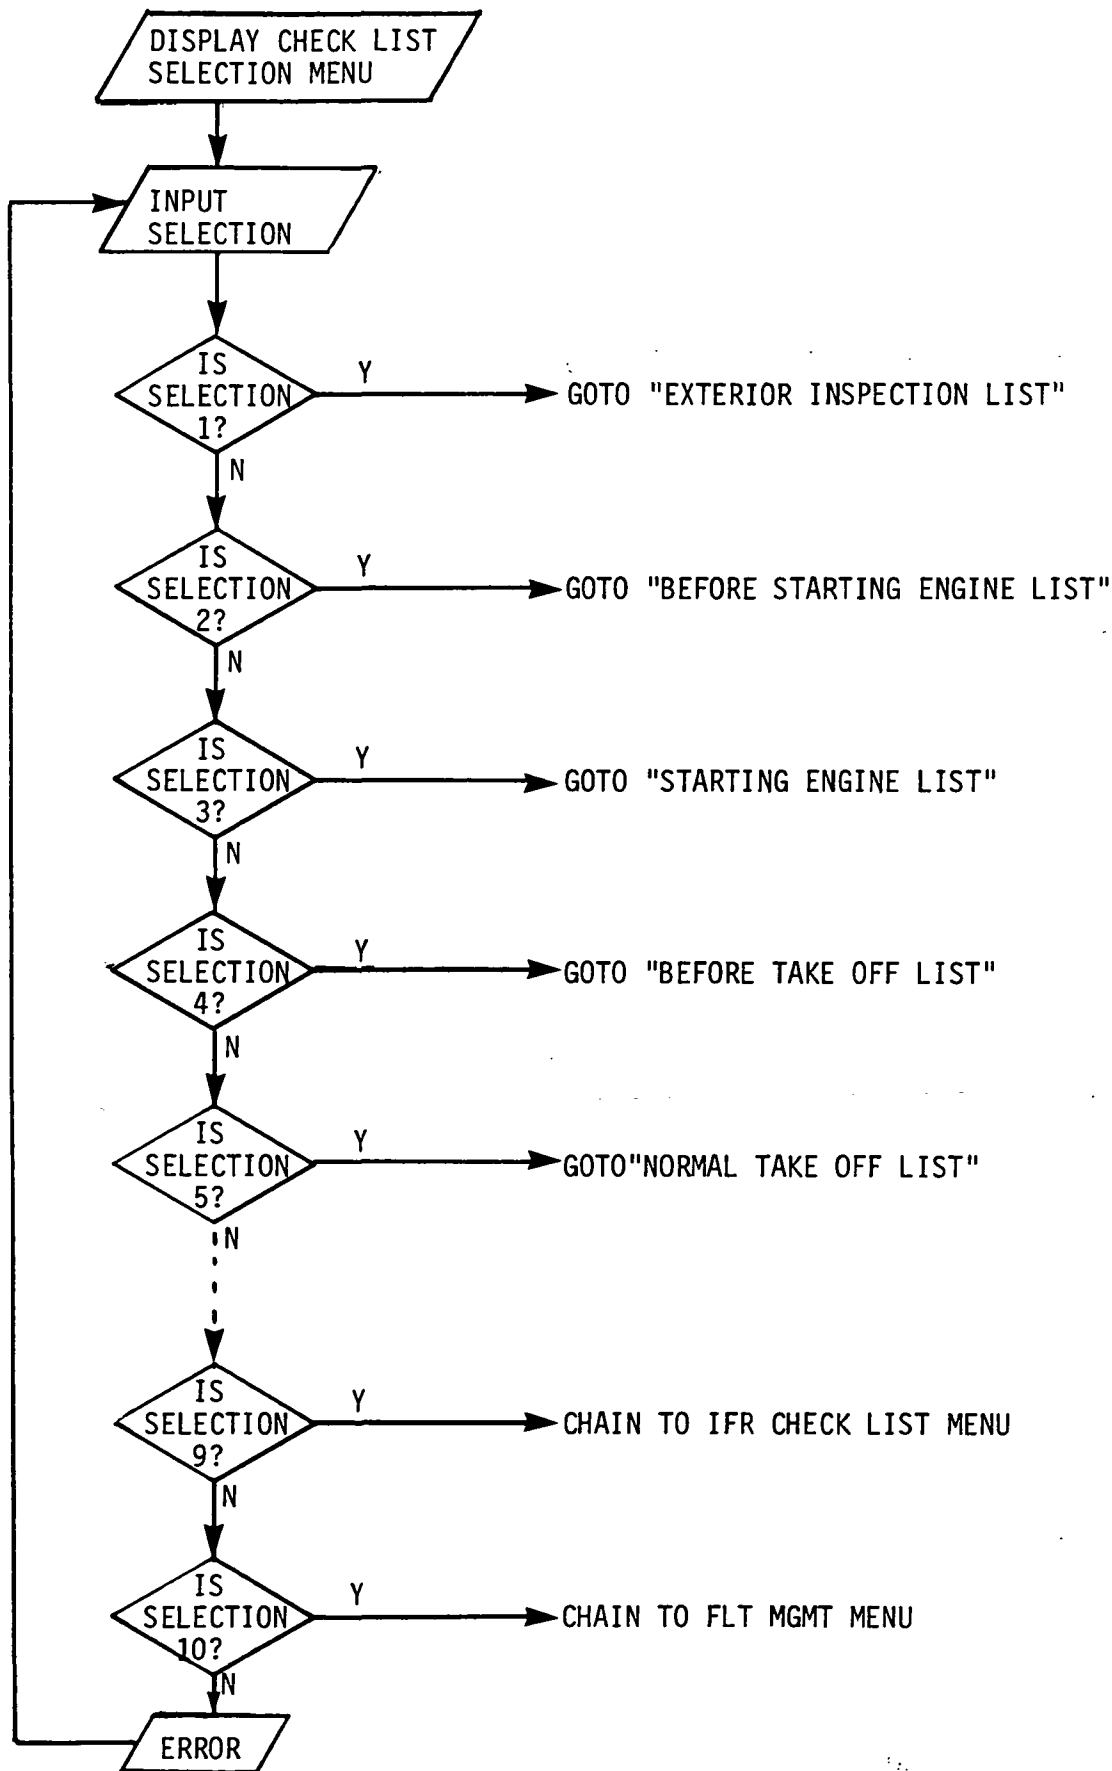 DISPLAY CHECK LIST
SELECTION MENU
INPUT
SELECTION
IS
SELECTION
1?
Y
GOTO "EXTERIOR INSPECTION LIST"
N
IS
SELECTION
2?
Y
GOTO "BEFORE STARTING ENGINE LIST"
N
IS
SELECTION
3?
Y
GOTO "STARTING ENGINE LIST"
N
IS
SELECTION
4?
Y
GOTO "BEFORE TAKE OFF LIST"
N
IS
SELECTION
5?
Y
GOTO"NORMAL TAKE OFF LIST"
N
IS
SELECTION
9?
Y
CHAIN TO IFR CHECK LIST MENU
N
IS
SELECTION
10?
Y
CHAIN TO FLT MGMT MENU
N
ERROR